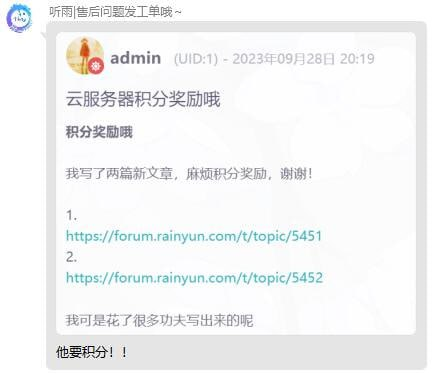 听雨|售后问题发工单哦~
admin (UID:1) - 2023年09月28日 20:19
云服务器积分奖励哦
积分奖励哦
我写了两篇新文章，麻烦积分奖励，谢谢！
1.
https://forum.rainyun.com/t/topic/5451
2.
https://forum.rainyun.com/t/topic/5452
我可是花了很多功夫写出来的呢
他要积分！！